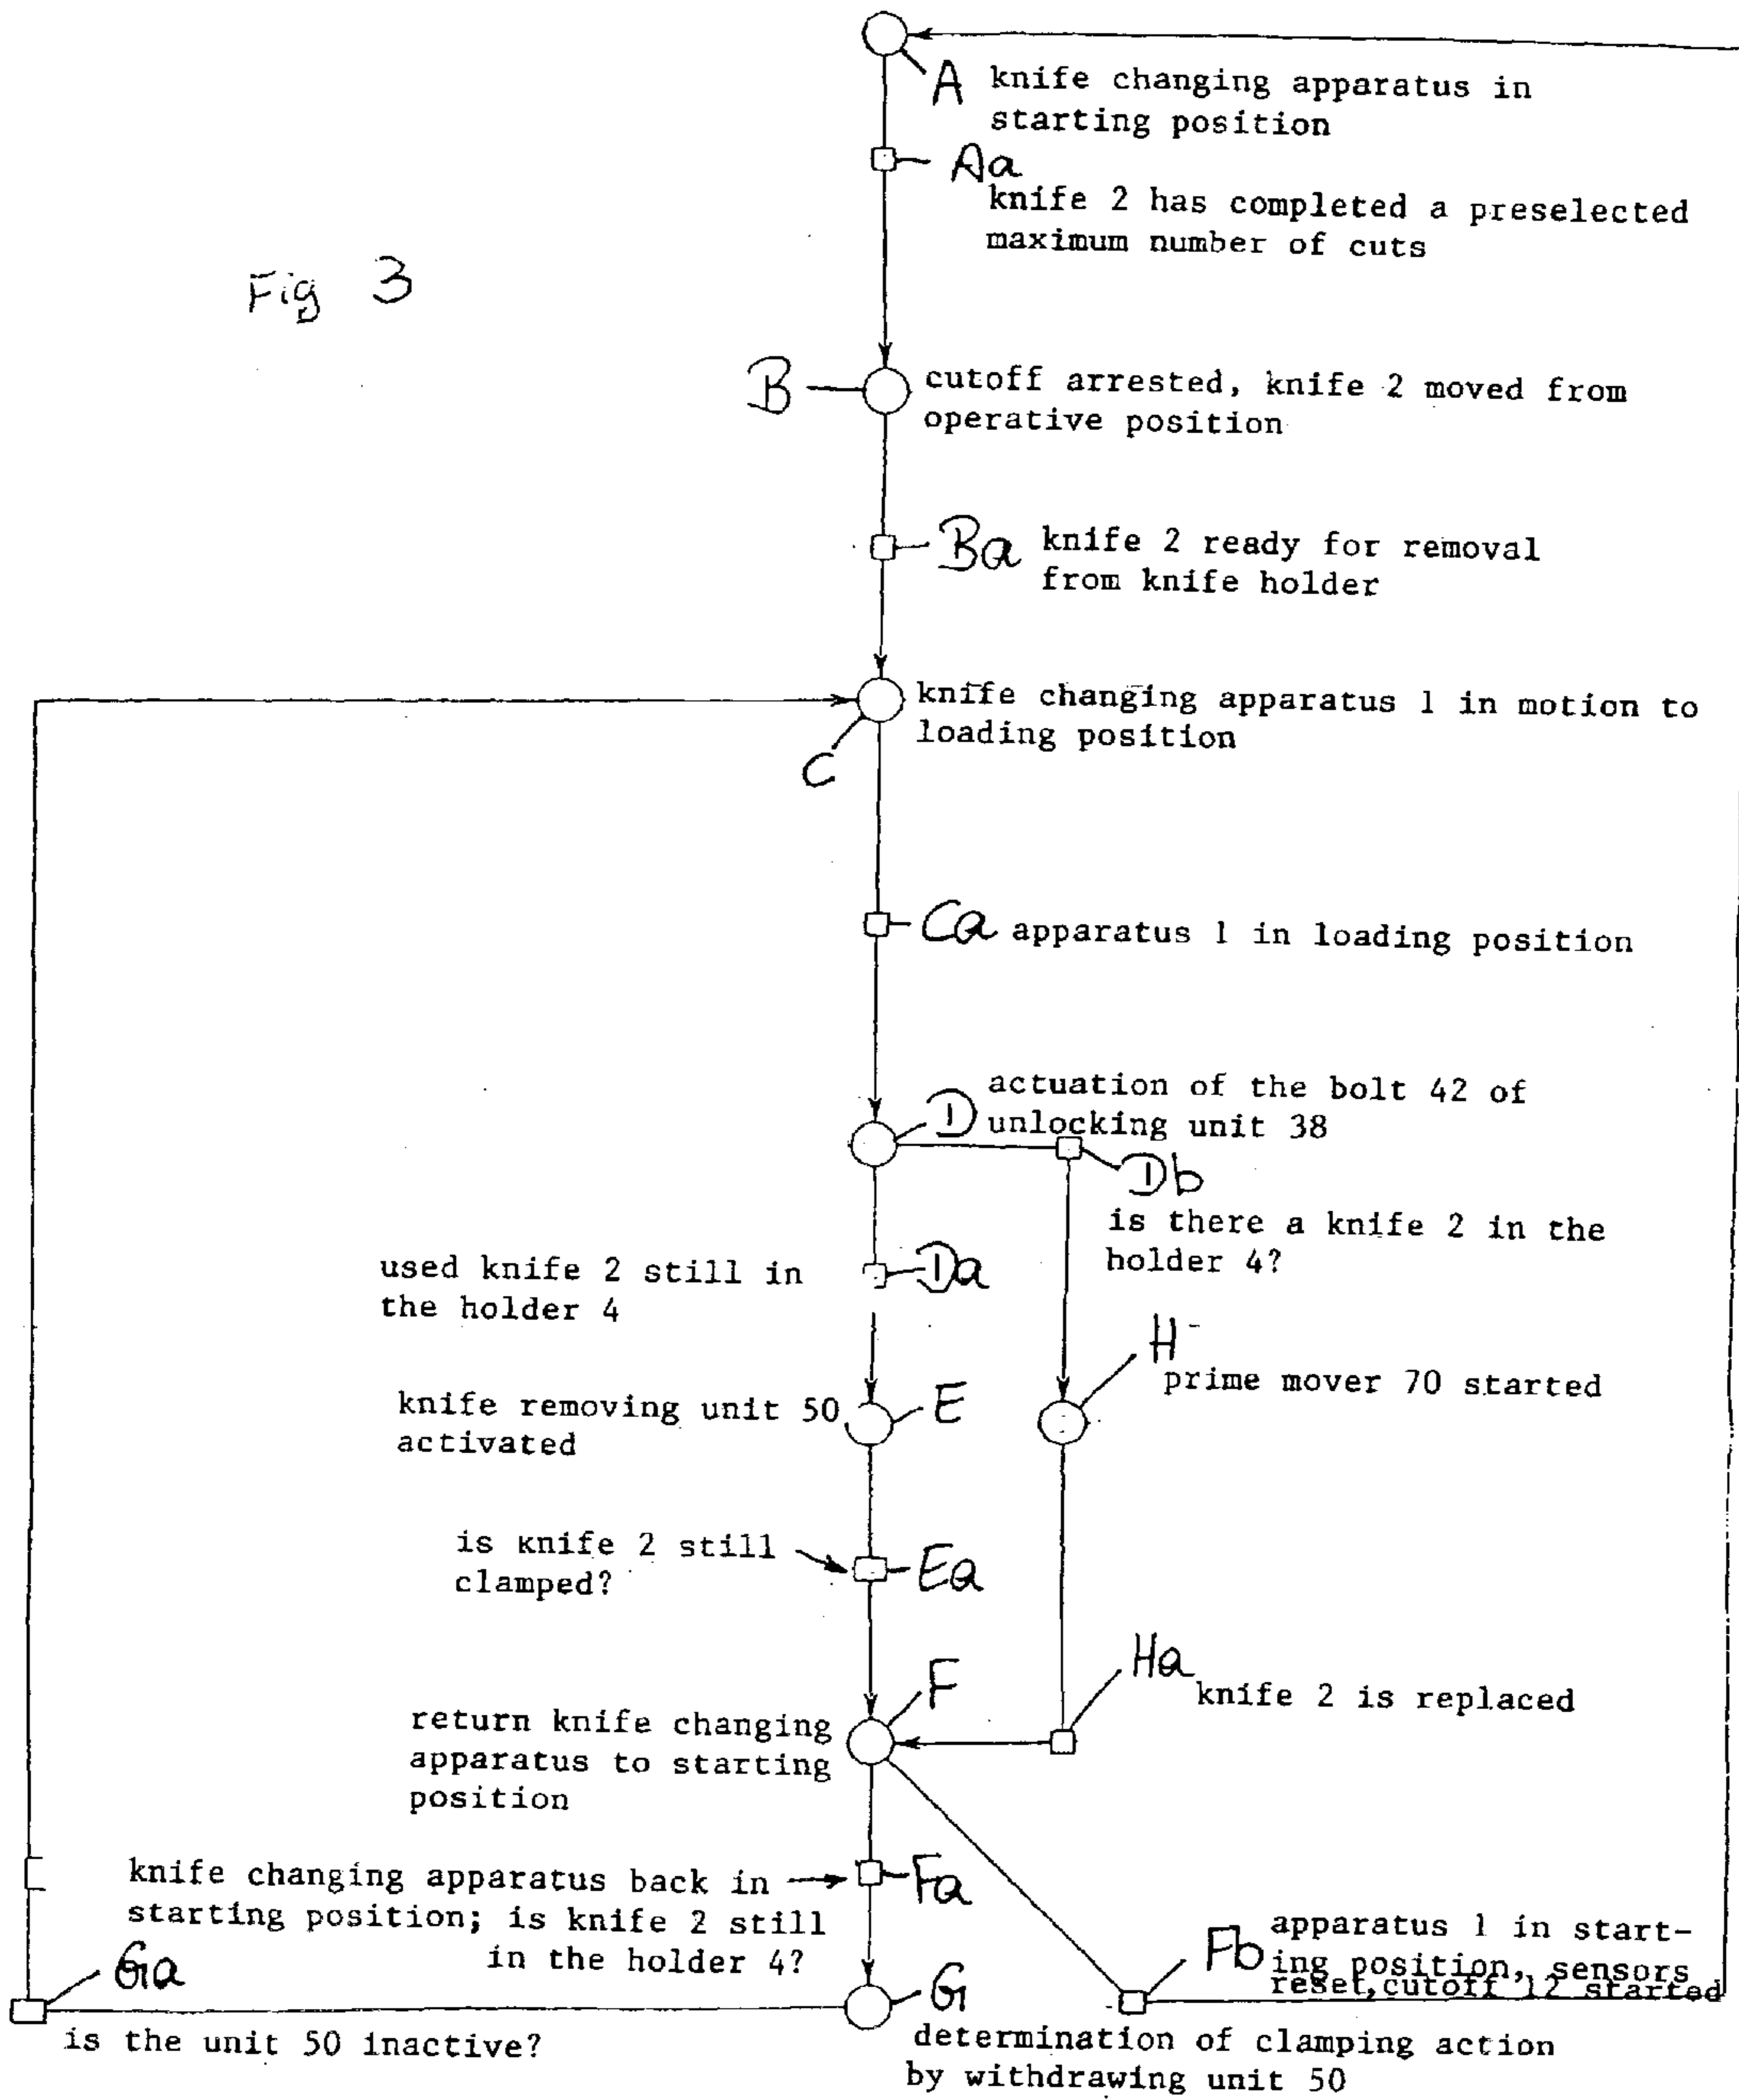 A knife changing apparatus in
starting position
Aa
knife 2 has completed a preselected
maximum number of cuts
Fig 3
B cutoff arrested, knife 2 moved from
operative position
Ba knife 2 ready for removal
from knife holder
knife changing apparatus 1 in motion to
loading position
C
Ca apparatus 1 in loading position
D actuation of the bolt 42 of
unlocking unit 38
Db
is there a knife 2 in the
holder 4?
used knife 2 still in
the holder 4
Da
H
prime mover 70 started
knife removing unit 50
activated
E
is knife 2 still
clamped?
Ea
Ha
knife 2 is replaced
F
return knife changing
apparatus to starting
position
knife changing apparatus back in
starting position; is knife 2 still
in the holder 4?
Fa
Fb apparatus 1 in start-
ing position, sensors
reset, cutoff 12 started
Ga
is the unit 50 inactive?
G
determination of clamping action
by withdrawing unit 50